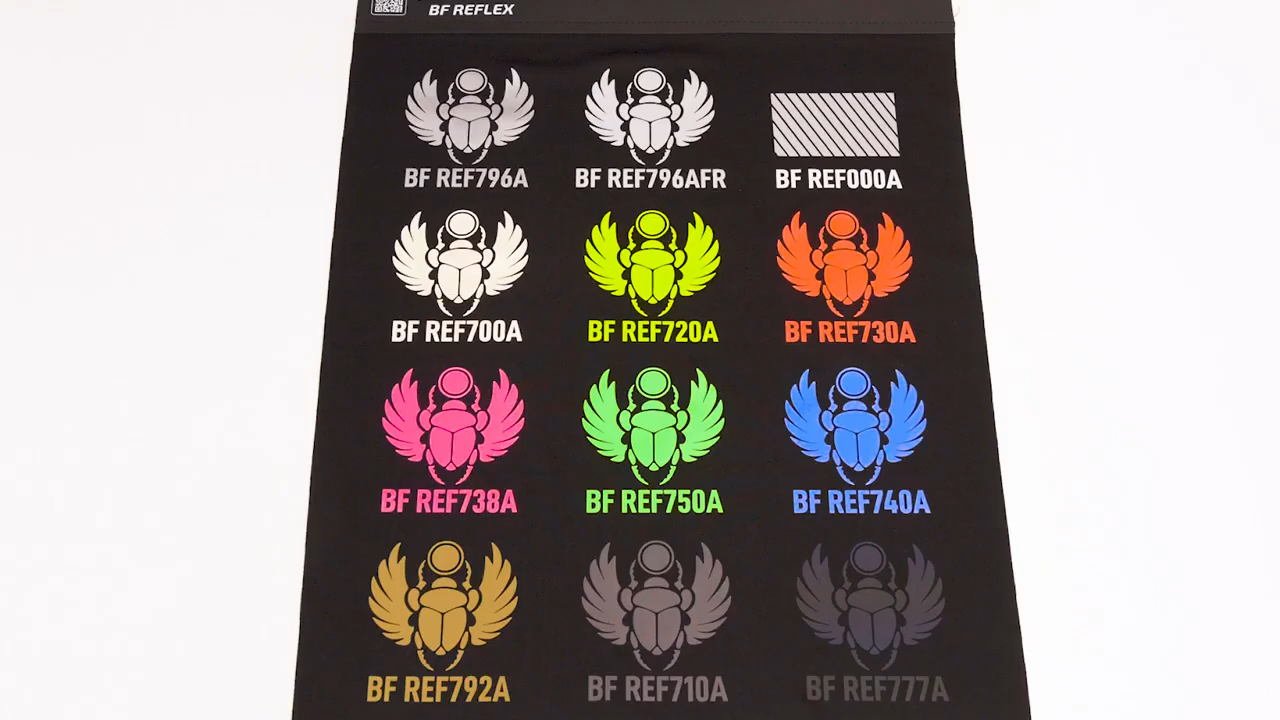 BF REFLEX
BF REF796A BF REF796AFR BF REF000A
BF REF700A BF REF720A BF REF730A
BF REF738A BF REF750A BF REF740A
BF REF792A BF REF710A BF REF777A